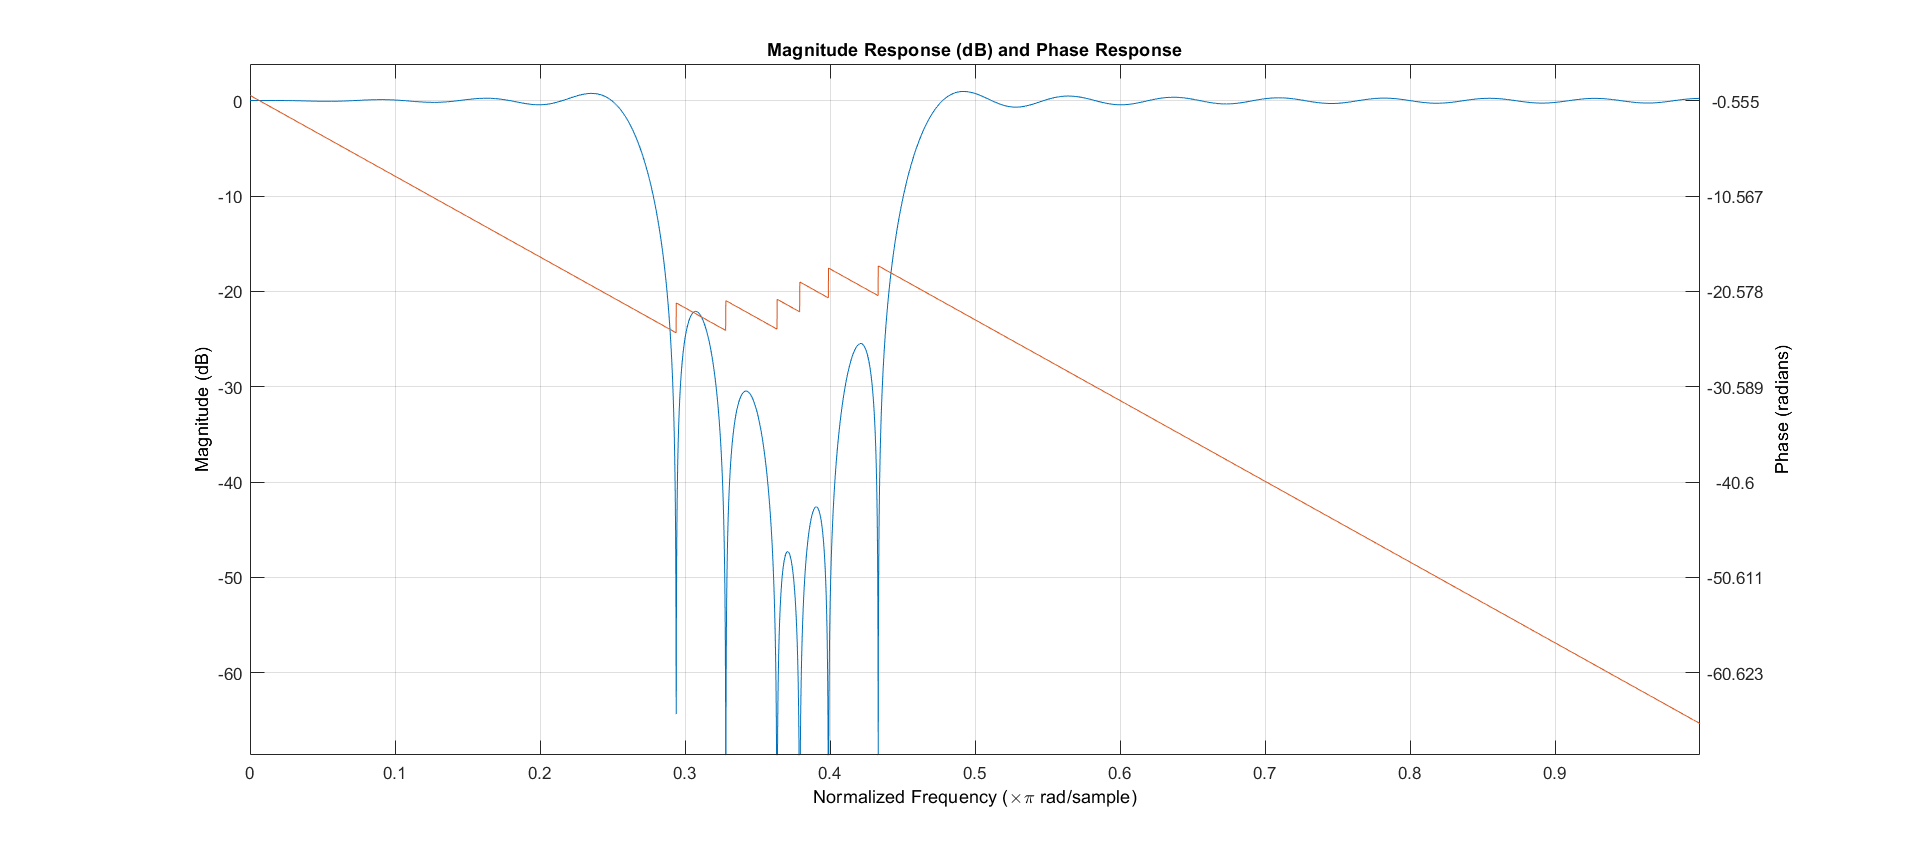 Magnitude Response (dB) and Phase Response
0
-10
-20
-30
-40
-50
-60
Magnitude (dB)
-0.555
-10.567
-20.578
-30.589
-40.6
-50.611
-60.623
Phase (radians)
0 0.1 0.2 0.3 0.4 0.5 0.6 0.7 0.8 0.9
Normalized Frequency (×π rad/sample)